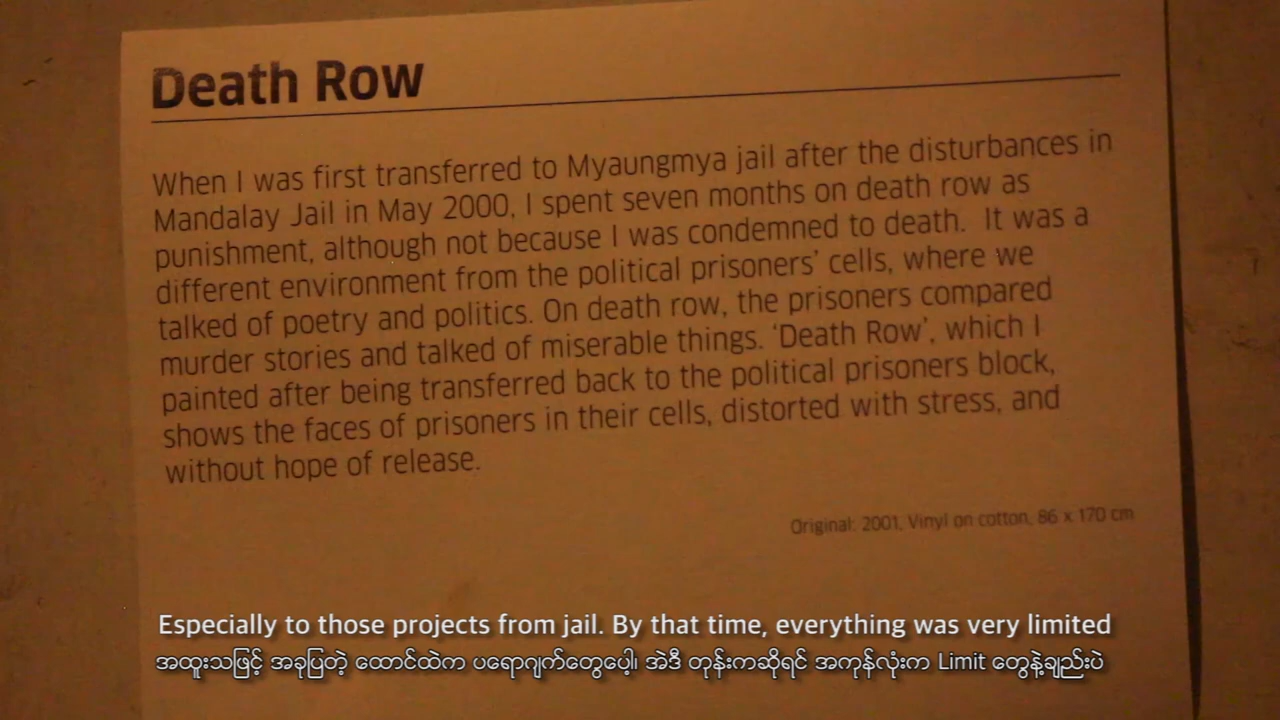 Death Row
When I was first transferred to Myaungmya jail after the disturbances in
Mandalay Jail in May 2000, I spent seven months on death row as
punishment, although not because I was condemned to death. It was a
different environment from the political prisoners' cells, where we
talked of poetry and politics. On death row, the prisoners compared
murder stories and talked of miserable things. 'Death Row', which I
painted after being transferred back to the political prisoners block,
shows the faces of prisoners in their cells, distorted with stress, and
without hope of release.
Original: 2001, Vinyl on cotton, 86 x 170 cm
Especially to those projects from jail. By that time, everything was very limited
အထူးသဖြင့် အခုပြတဲ့ ထောင်ထဲက ပရောဂျက်တွေပေါ့၊ အဲဒီ တုန်းကဆိုရင် အကုန်လုံးက Limit တွေနဲ့ချည်းပဲ